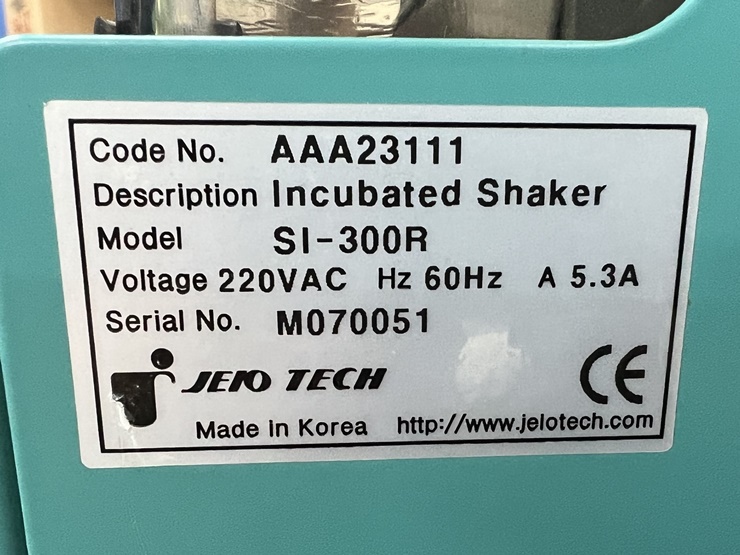 Code No. AAA23111
Description Incubated Shaker
Model SI-300R
Voltage 220VAC Hz 60Hz A 5.3A
Serial No. M070051
JEIO TECH
CE
Made in Korea http://www.jeiotech.com